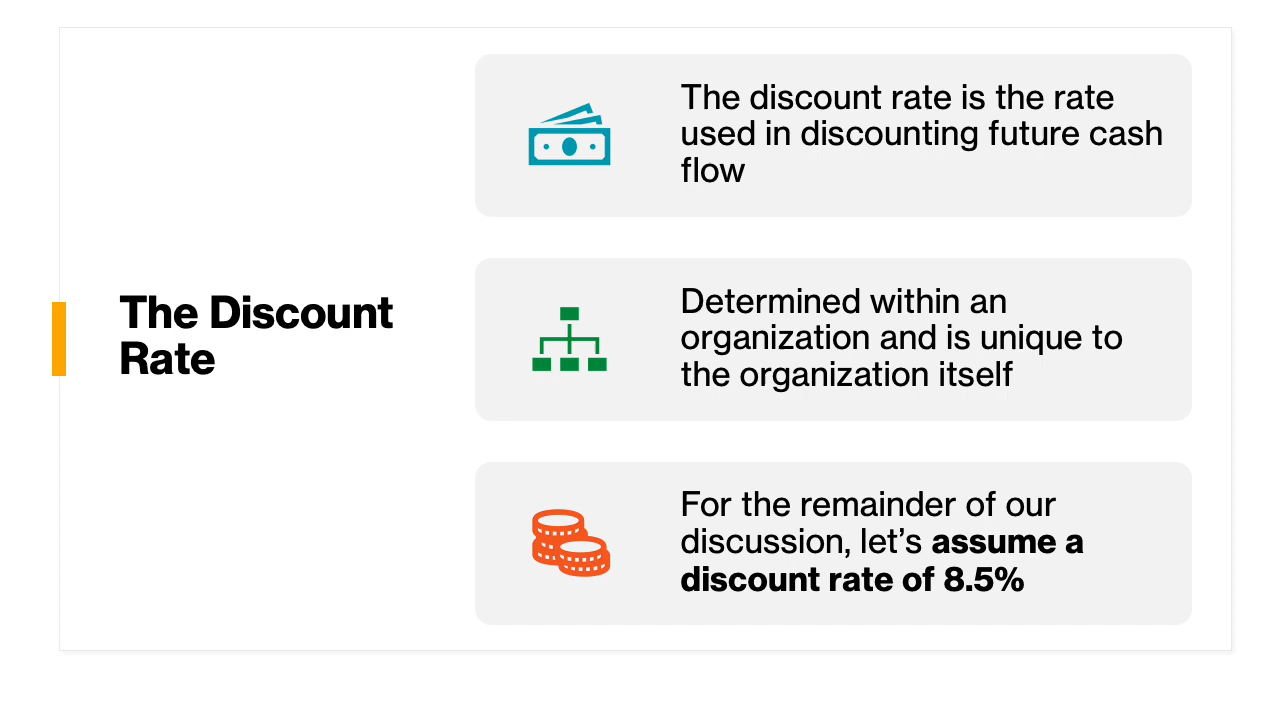 The Discount
Rate
The discount rate is the rate
used in discounting future cash
flow
Determined within an
organization and is unique to
the organization itself
For the remainder of our
discussion, let’s assume a
discount rate of 8.5%